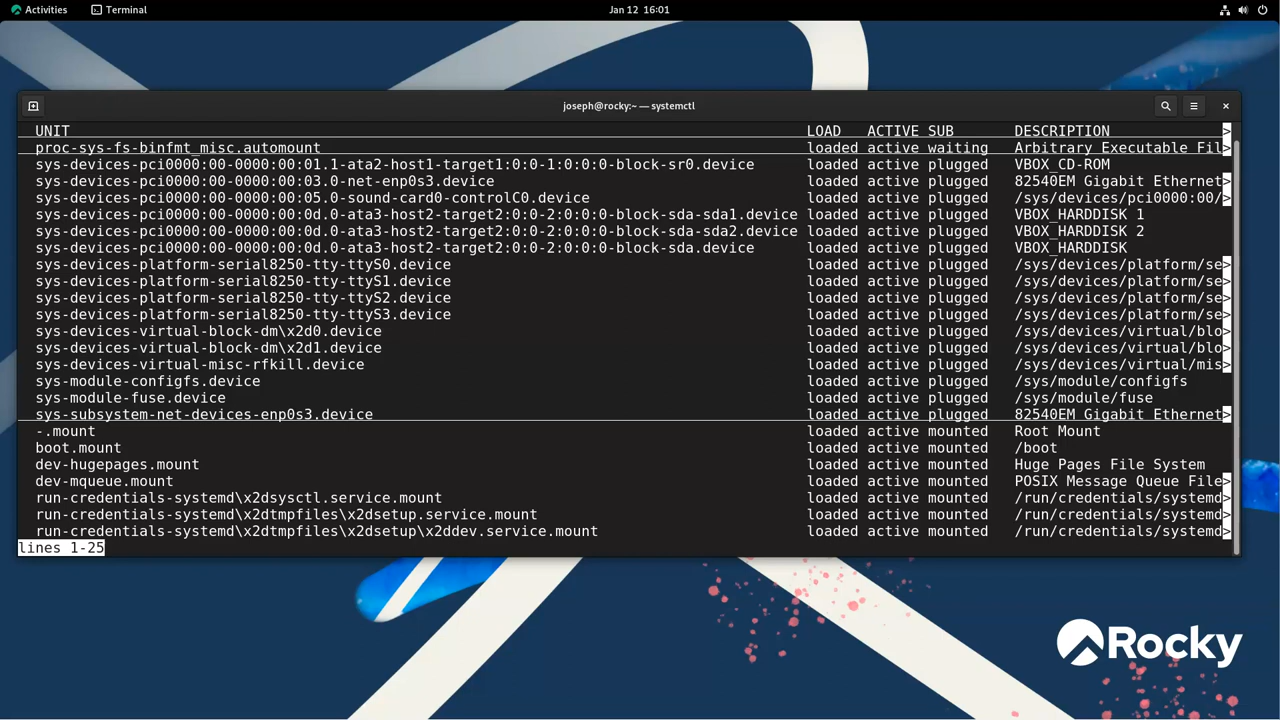 Activities Terminal Jan 12 16:01
joseph@rocky:~ — systemctl
UNIT LOAD ACTIVE SUB DESCRIPTION >
proc-sys-fs-binfmt_misc.automount loaded active waiting Arbitrary Executable Fil>
sys-devices-pci0000:00-0000:00:01.1-ata2-host1-target1:0:0-1:0:0:0-block-sr0.device loaded active plugged VBOX_CD-ROM
sys-devices-pci0000:00-0000:00:03.0-net-enp0s3.device loaded active plugged 82540EM Gigabit Ethernet>
sys-devices-pci0000:00-0000:00:05.0-sound-card0-controlC0.device loaded active plugged /sys/devices/pci0000:00/>
sys-devices-pci0000:00-0000:00:0d.0-ata3-host2-target2:0:0-2:0:0:0-block-sda-sda1.device loaded active plugged VBOX_HARDDISK 1
sys-devices-pci0000:00-0000:00:0d.0-ata3-host2-target2:0:0-2:0:0:0-block-sda-sda2.device loaded active plugged VBOX_HARDDISK 2
sys-devices-pci0000:00-0000:00:0d.0-ata3-host2-target2:0:0-2:0:0:0-block-sda.device loaded active plugged VBOX_HARDDISK
sys-devices-platform-serial8250-tty-ttyS0.device loaded active plugged /sys/devices/platform/se>
sys-devices-platform-serial8250-tty-ttyS1.device loaded active plugged /sys/devices/platform/se>
sys-devices-platform-serial8250-tty-ttyS2.device loaded active plugged /sys/devices/platform/se>
sys-devices-platform-serial8250-tty-ttyS3.device loaded active plugged /sys/devices/platform/se>
sys-devices-virtual-block-dm\x2d0.device loaded active plugged /sys/devices/virtual/blo>
sys-devices-virtual-block-dm\x2d1.device loaded active plugged /sys/devices/virtual/blo>
sys-devices-virtual-misc-rfkill.device loaded active plugged /sys/devices/virtual/mis>
sys-module-configfs.device loaded active plugged /sys/module/configfs
sys-module-fuse.device loaded active plugged /sys/module/fuse
sys-subsystem-net-devices-enp0s3.device loaded active plugged 82540EM Gigabit Ethernet>
-.mount loaded active mounted Root Mount
boot.mount loaded active mounted /boot
dev-hugepages.mount loaded active mounted Huge Pages File System
dev-mqueue.mount loaded active mounted POSIX Message Queue File>
run-credentials-systemd\x2dsysctl.service.mount loaded active mounted /run/credentials/systemd>
run-credentials-systemd\x2dtmpfiles\x2dsetup.service.mount loaded active mounted /run/credentials/systemd>
run-credentials-systemd\x2dtmpfiles\x2dsetup\x2ddev.service.mount loaded active mounted /run/credentials/systemd>
lines 1-25
Rocky